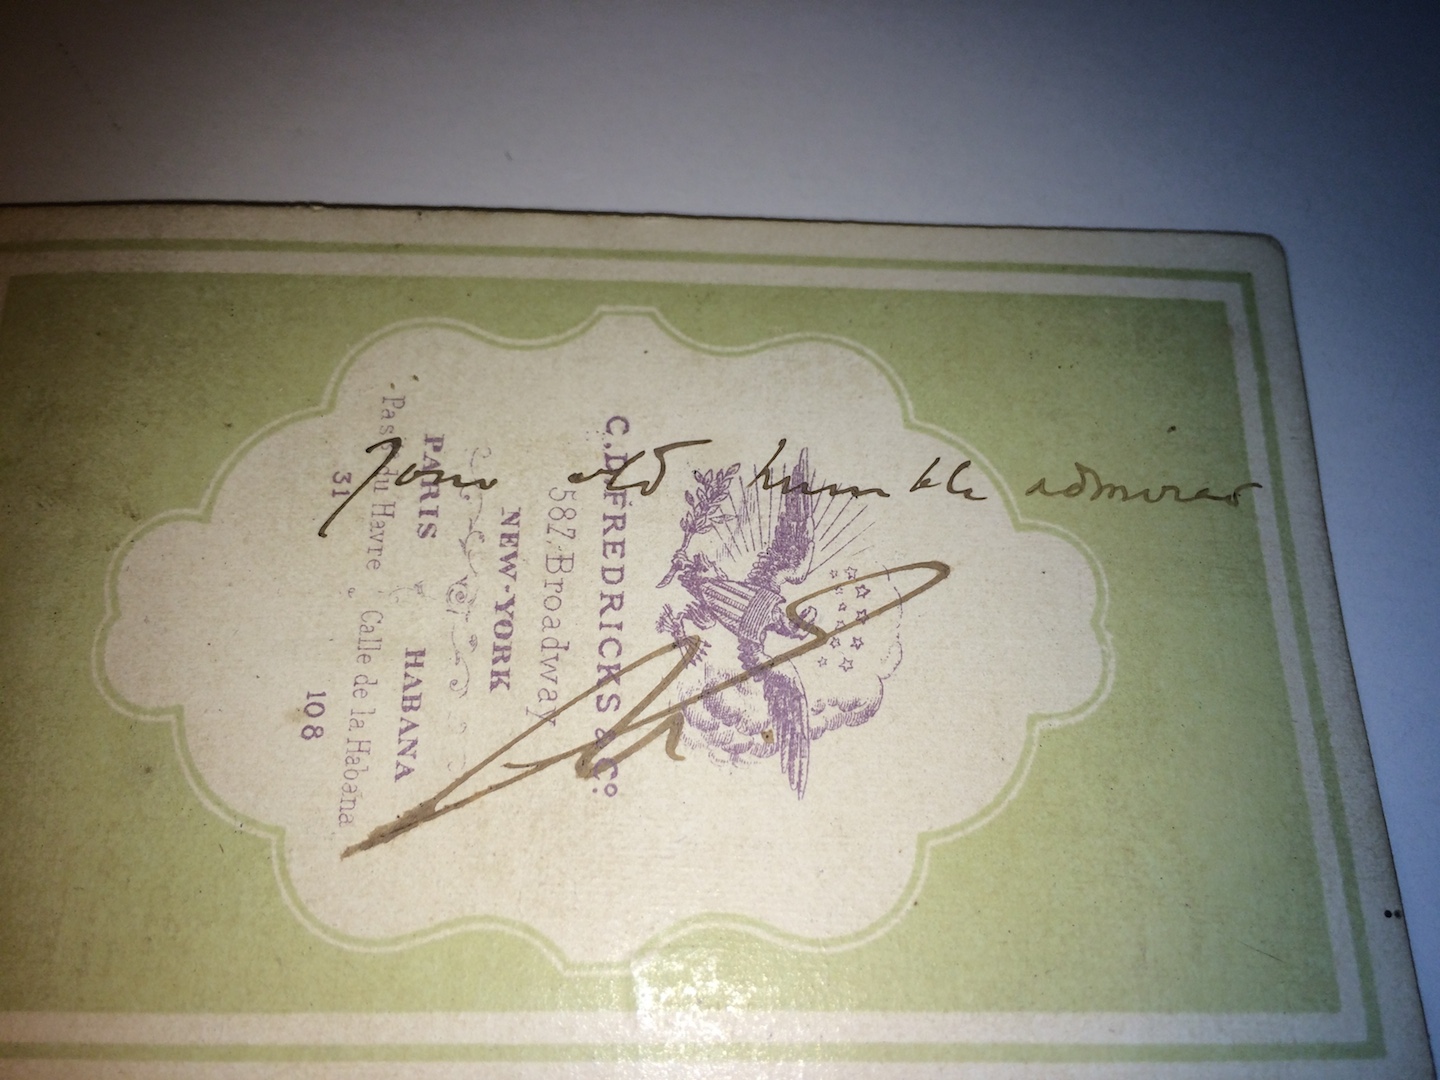 Your old humble admirer
C.D. FREDRICKS & Co.
587, Broadway
NEW-YORK
PARIS HABANA
Pasc. du Havre Calle de la Habana
31 108